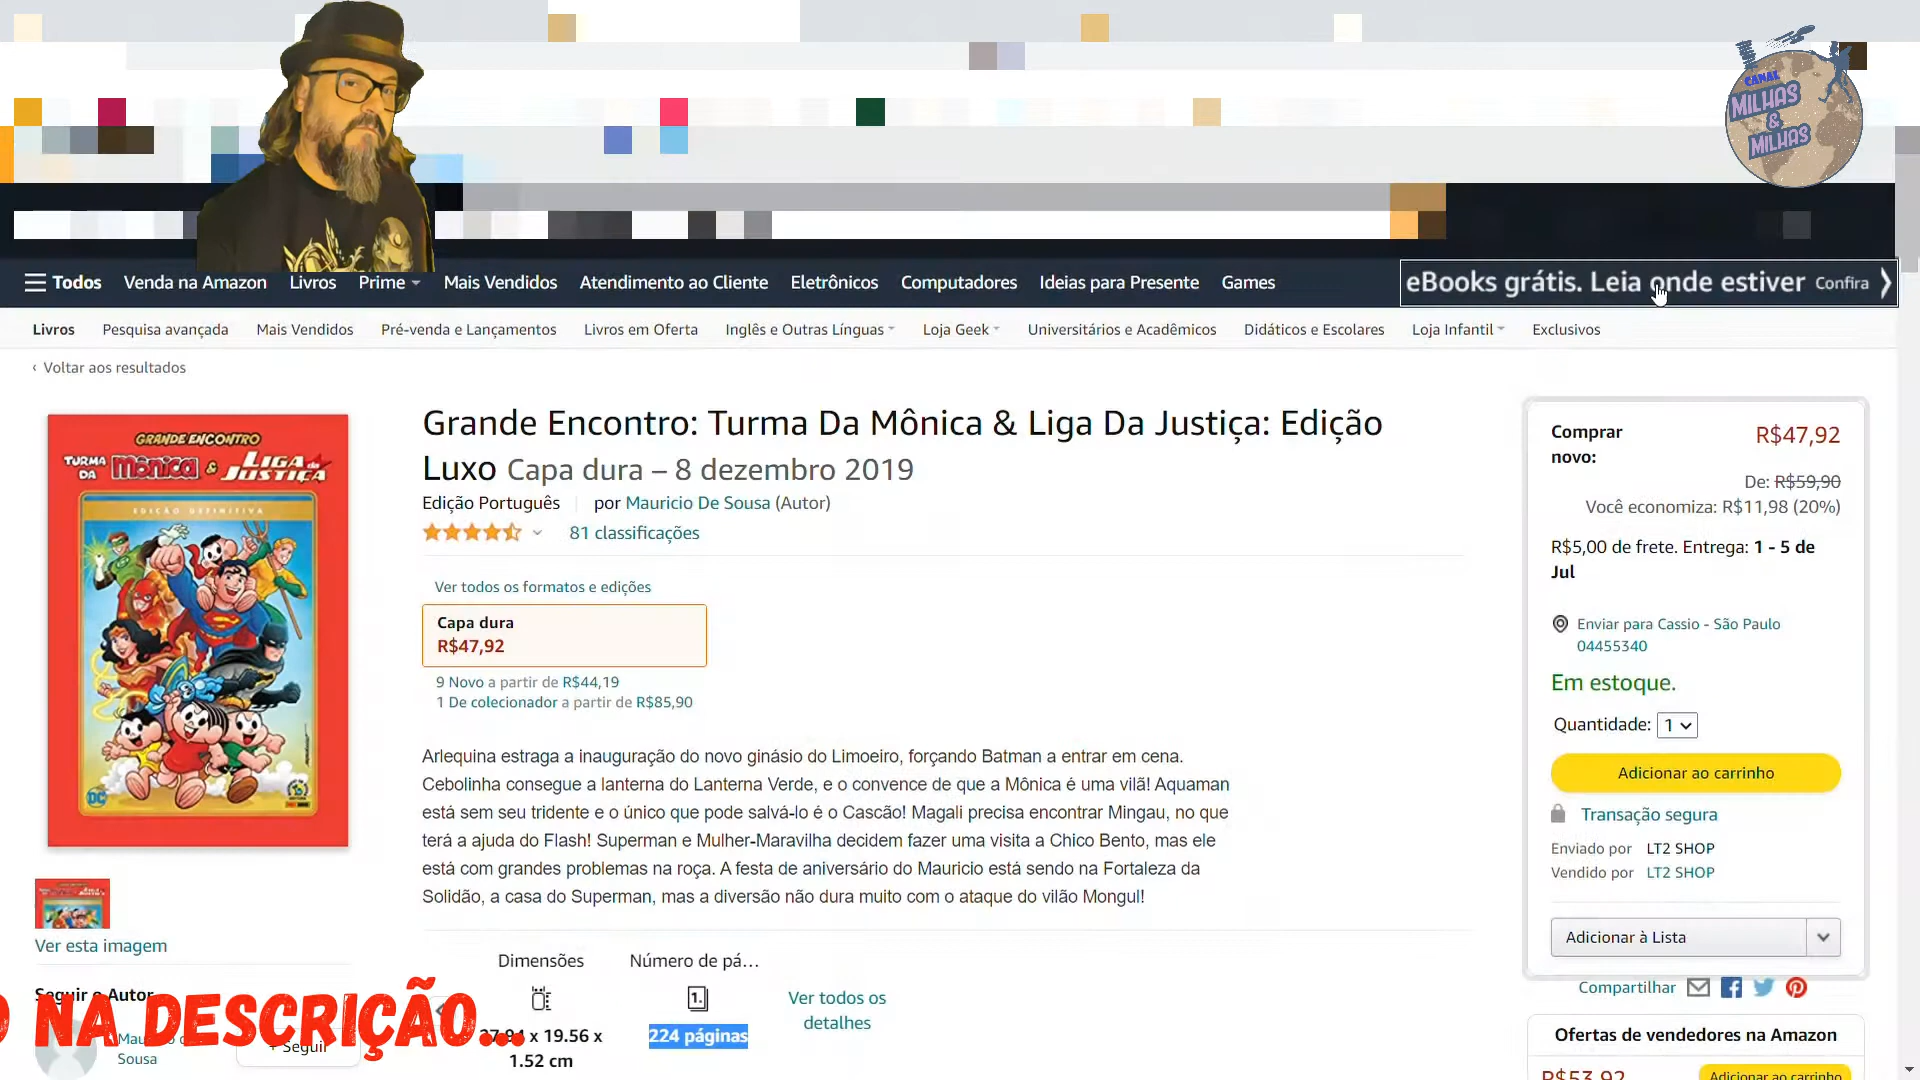 CANAL
MILHAS
&
MILHAS
Todos
Venda na Amazon
Livros
Prime
Mais Vendidos
Atendimento ao Cliente
Eletrônicos
Computadores
Ideias para Presente
Games
eBooks grátis. Leia onde estiver
Confira
Livros
Pesquisa avançada
Mais Vendidos
Pré-venda e Lançamentos
Livros em Oferta
Inglês e Outras Línguas
Loja Geek
Universitários e Acadêmicos
Didáticos e Escolares
Loja Infantil
Exclusivos
‹ Voltar aos resultados
GRANDE ENCONTRO
TURMA DA Mônica & LIGA da JUSTIÇA
EDIÇÃO DEFINITIVA
DC
Ver esta imagem
Seguir o Autor
Sousa
+ Seguir
Grande Encontro: Turma Da Mônica & Liga Da Justiça: Edição
Luxo Capa dura – 8 dezembro 2019
Edição Português
por Mauricio De Sousa (Autor)
81 classificações
Ver todos os formatos e edições
Capa dura
R$47,92
9 Novo a partir de R$44,19
1 De colecionador a partir de R$85,90
Arlequina estraga a inauguração do novo ginásio do Limoeiro, forçando Batman a entrar em cena.
Cebolinha consegue a lanterna do Lanterna Verde, e o convence de que a Mônica é uma vilã! Aquaman
está sem seu tridente e o único que pode salvá-lo é o Cascão! Magali precisa encontrar Mingau, no que
terá a ajuda do Flash! Superman e Mulher-Maravilha decidem fazer uma visita a Chico Bento, mas ele
está com grandes problemas na roça. A festa de aniversário do Mauricio está sendo na Fortaleza da
Solidão, a casa do Superman, mas a diversão não dura muito com o ataque do vilão Mongul!
Dimensões
x 19.56 x
1.52 cm
Número de pá…
1.
224 páginas
Ver todos os
detalhes
Comprar
novo:
R$47,92
De: R$59,90
Você economiza: R$11,98 (20%)
R$5,00 de frete. Entrega: 1 - 5 de
Jul
Enviar para Cassio - São Paulo
04455340
Em estoque.
Quantidade: 1
Adicionar ao carrinho
Transação segura
Enviado por LT2 SHOP
Vendido por LT2 SHOP
Adicionar à Lista
Compartilhar
Ofertas de vendedores na Amazon
R$53,92
Adicionar ao carrinho
O NA DESCRIÇÃO...